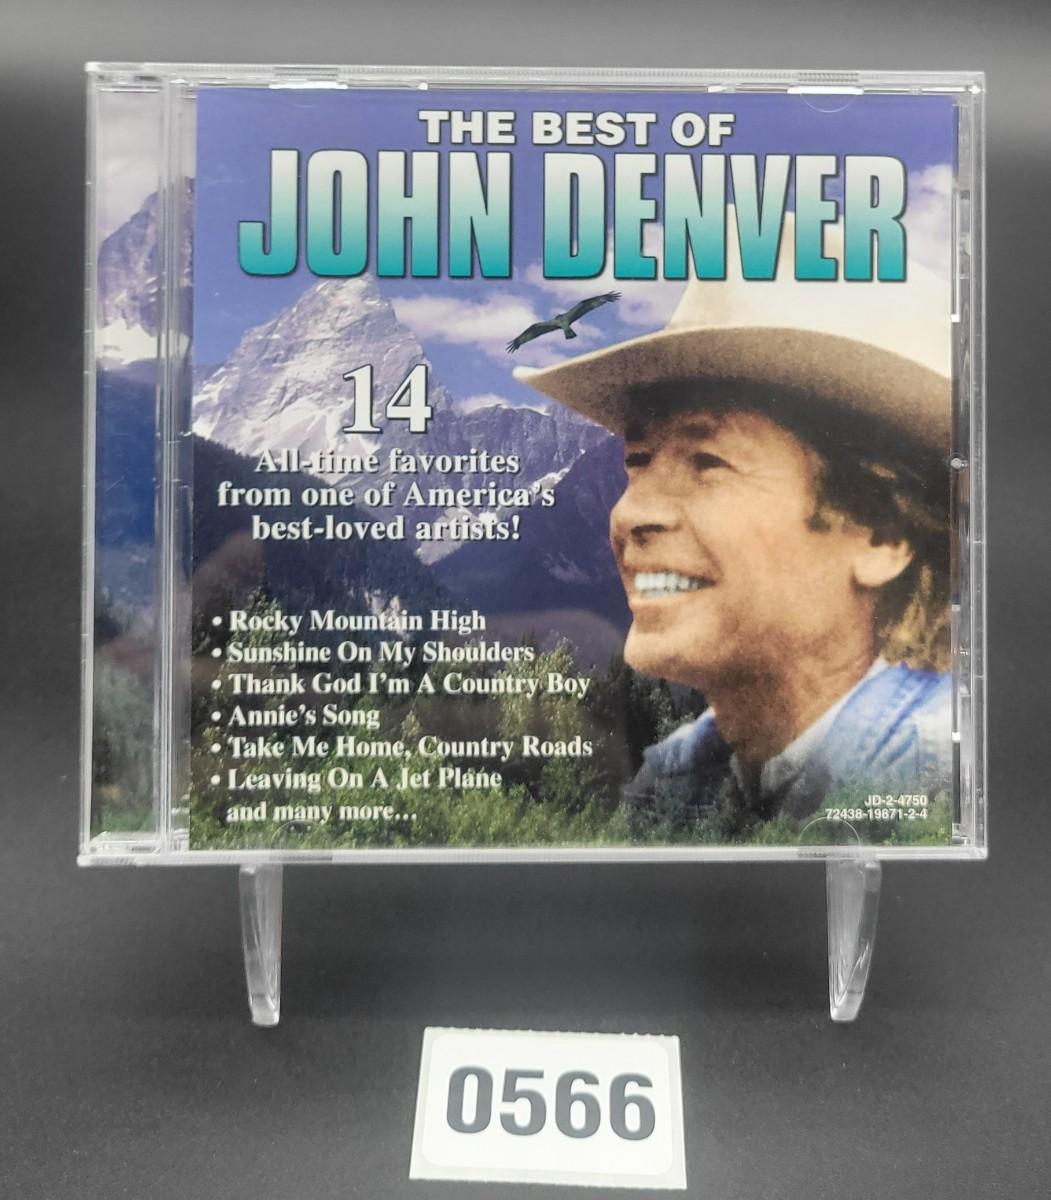 THE BEST OF
JOHN DENVER
14
All-time favorites
from one of America's
best-loved artists!
• Rocky Mountain High
• Sunshine On My Shoulders
• Thank God I'm A Country Boy
• Annie's Song
• Take Me Home, Country Roads
• Leaving On A Jet Plane
and many more...
JD-2-4750
72438-19871-2-4
0566